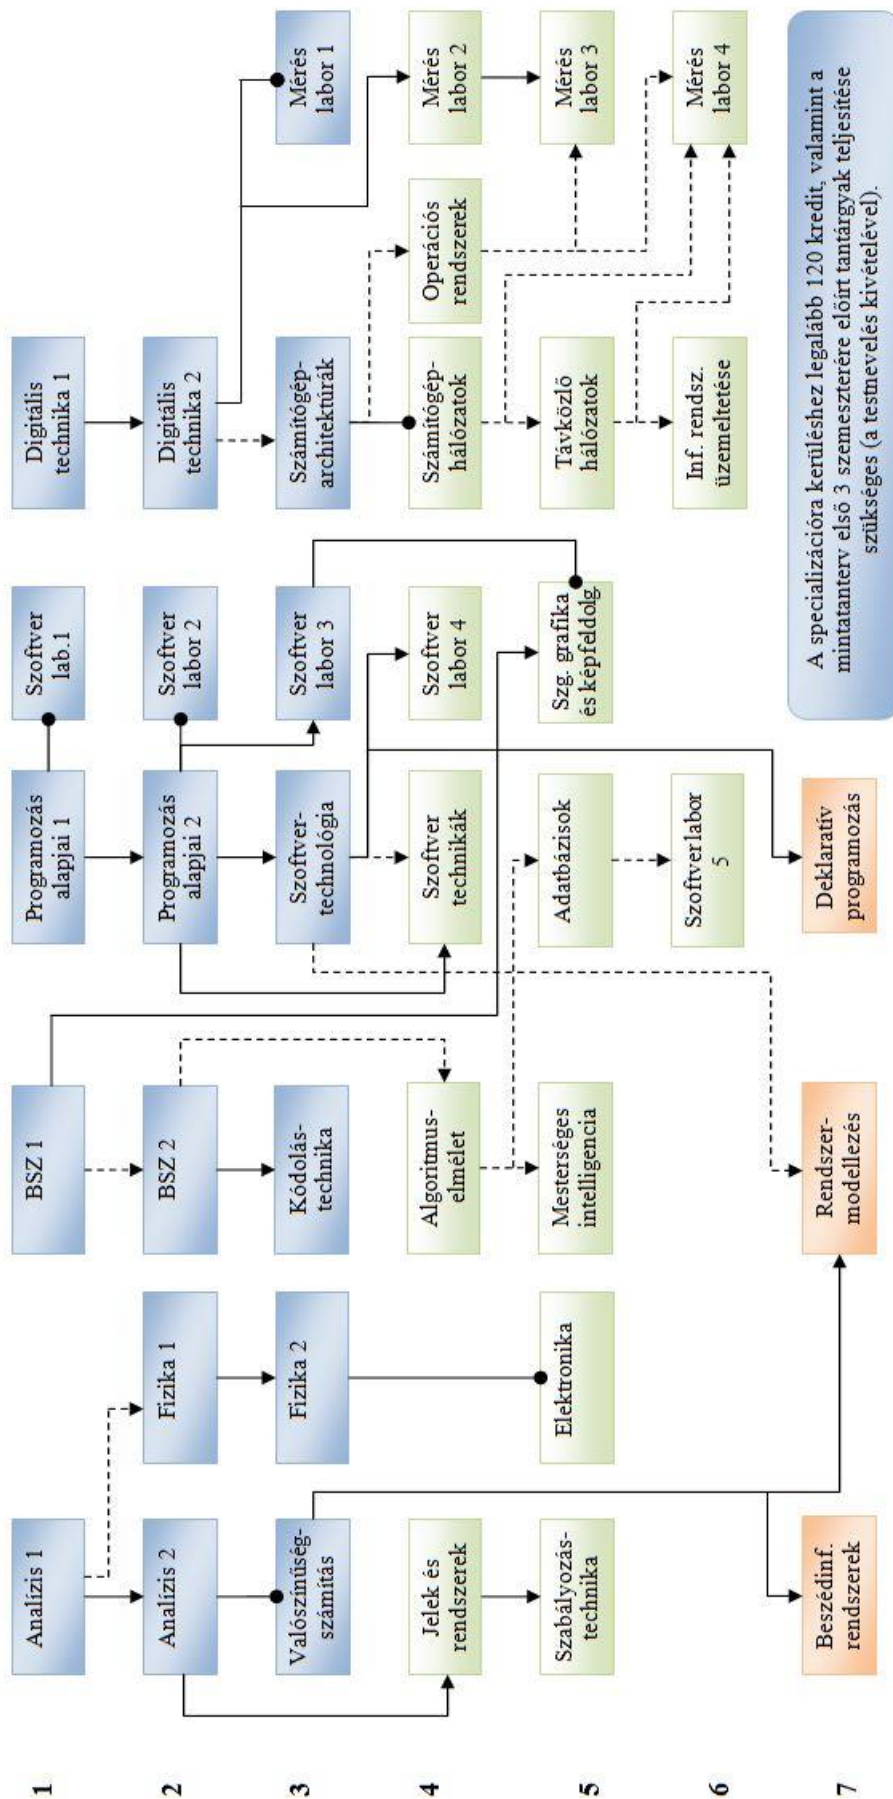 1
Analízis 1
BSZ 1
Programozás
alapjai 1
Szoftver
lab.1
Digitális
technika 1
2
Analízis 2
Fizika 1
BSZ 2
Programozás
alapjai 2
Szoftver
labor 2
Digitális
technika 2
3
Valószínűség-
számítás
Fizika 2
Kódolás-
technika
Szoftver-
technológia
Szoftver
labor 3
Számítógép-
architektúrák
Mérés
labor 1
4
Jelek és
rendszerek
Algoritmus-
elmélet
Szoftver
technikák
Szoftver
labor 4
Számítógép-
hálózatok
Operációs
rendszerek
Mérés
labor 2
5
Szabályozás-
technika
Elektronika
Mesterséges
intelligencia
Adatbázisok
Szg. grafika
és képfeldolg.
Távközlő
hálózatok
Mérés
labor 3
6
Szoftverlabor
5
Inf. rendsz.
üzemeltetése
Mérés
labor 4
7
Beszédinf.
rendszerek
Rendszer-
modellezés
Deklaratív
programozás
A specializációra kerüléshez legalább 120 kredit, valamint a
mintatanterv első 3 szemeszterére előírt tantárgyak teljesítése
szükséges (a testnevelés kivételével).